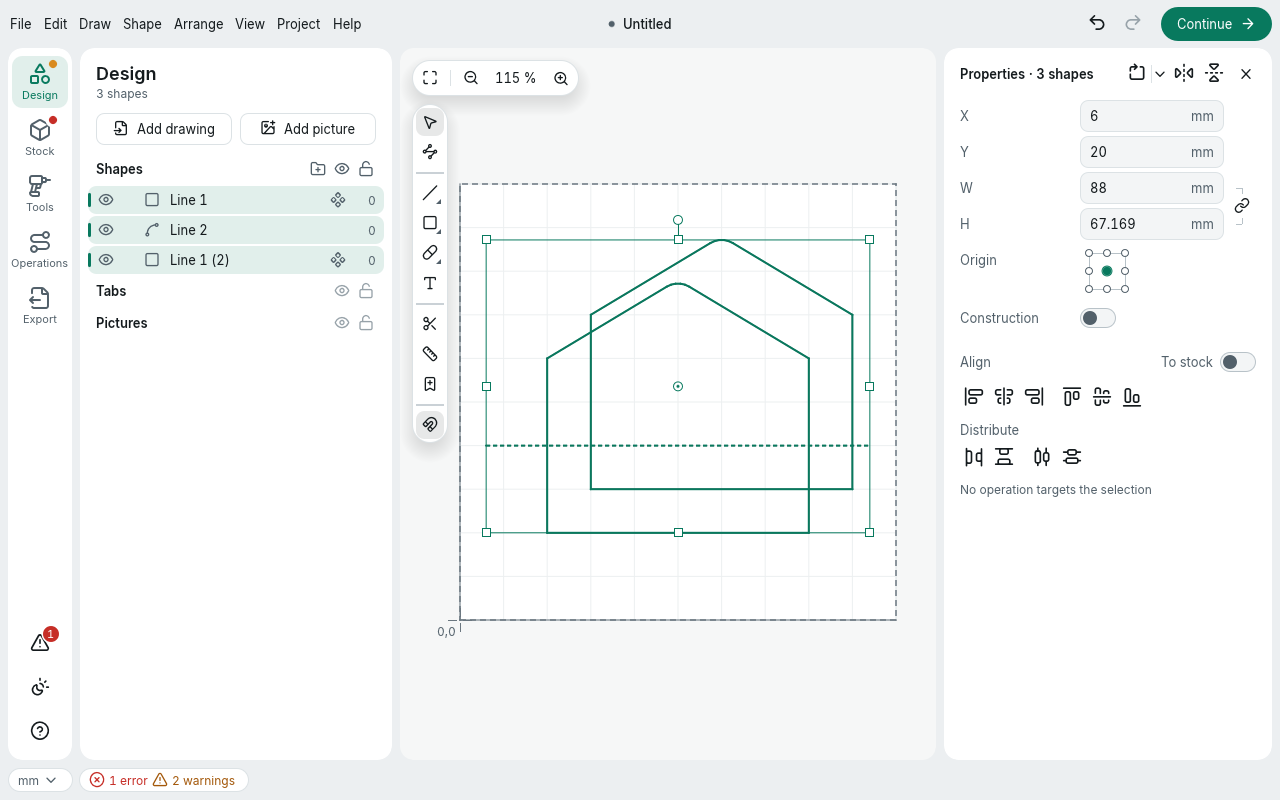 File Edit Draw Shape Arrange View Project Help
Untitled
Continue
Design
Stock
Tools
Operations
Export
1
Design
3 shapes
Add drawing
Add picture
Shapes
Line 1 0
Line 2 0
Line 1 (2) 0
Tabs
Pictures
115 %
0,0
Properties · 3 shapes
X 6 mm
Y 20 mm
W 88 mm
H 67.169 mm
Origin
Construction
Align To stock
Distribute
No operation targets the selection
mm
1 error 2 warnings